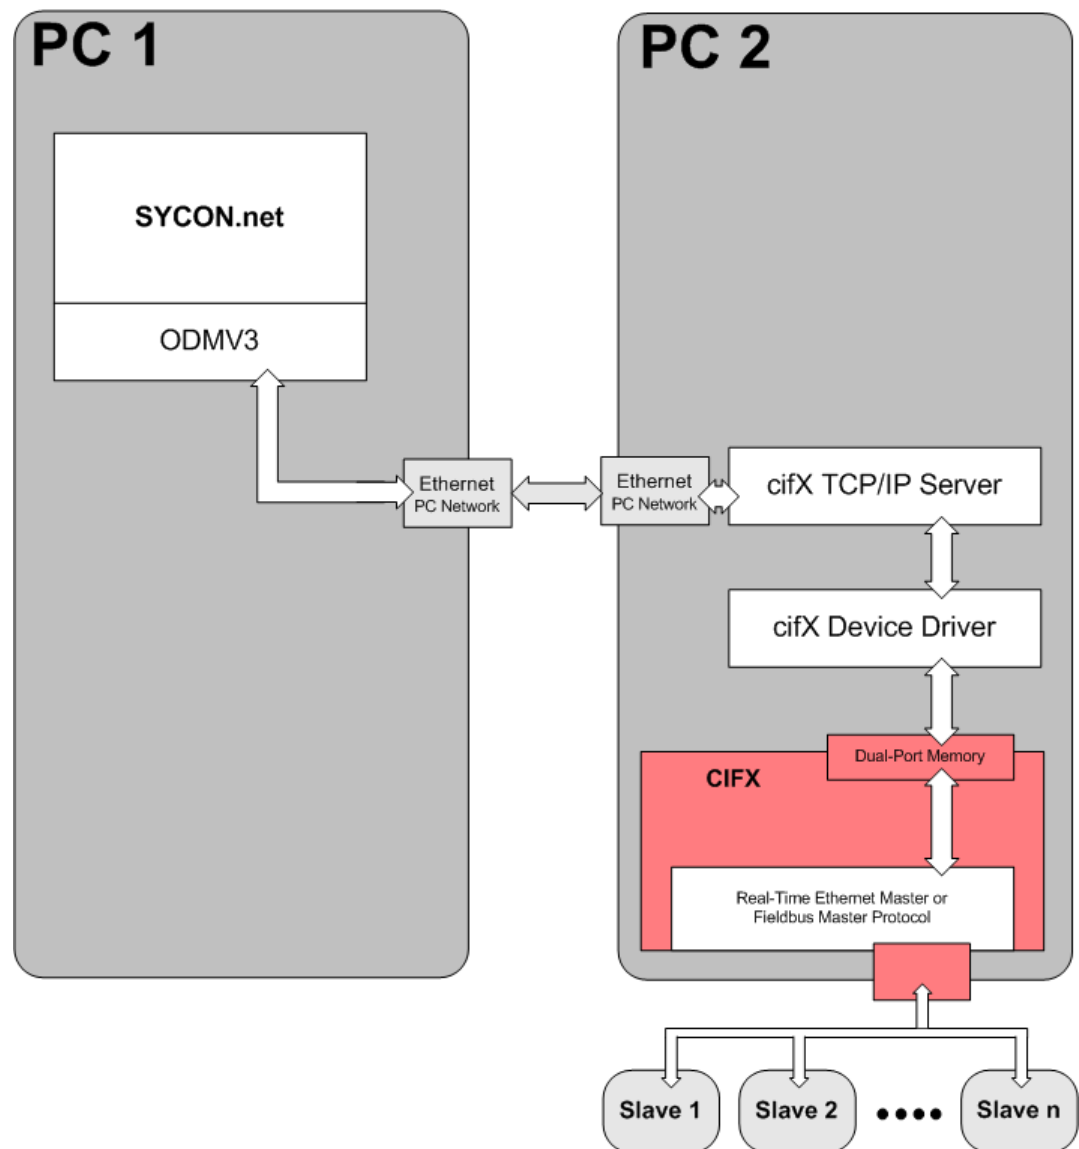 PC 1
SYCON.net
ODMV3
Ethernet
PC Network
PC 2
Ethernet
PC Network
cifX TCP/IP Server
cifX Device Driver
Dual-Port Memory
CIFX
Real-Time Ethernet Master or
Fieldbus Master Protocol
Slave 1
Slave 2
Slave n